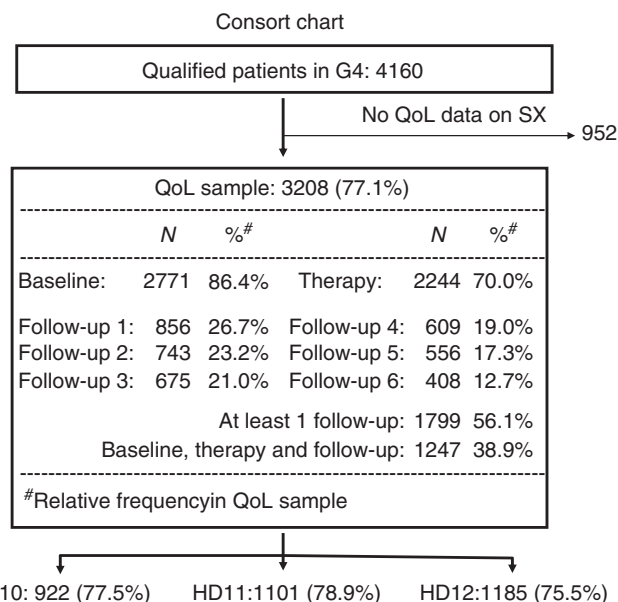 Consort chart
Qualified patients in G4: 4160
No QoL data on SX
952
QoL sample: 3208 (77.1%)
N %# N %#
Baseline: 2771 86.4% Therapy: 2244 70.0%
Follow-up 1: 856 26.7% Follow-up 4: 609 19.0%
Follow-up 2: 743 23.2% Follow-up 5: 556 17.3%
Follow-up 3: 675 21.0% Follow-up 6: 408 12.7%
At least 1 follow-up: 1799 56.1%
Baseline, therapy and follow-up: 1247 38.9%
#Relative frequencyin QoL sample
10: 922 (77.5%) HD11:1101 (78.9%) HD12:1185 (75.5%)